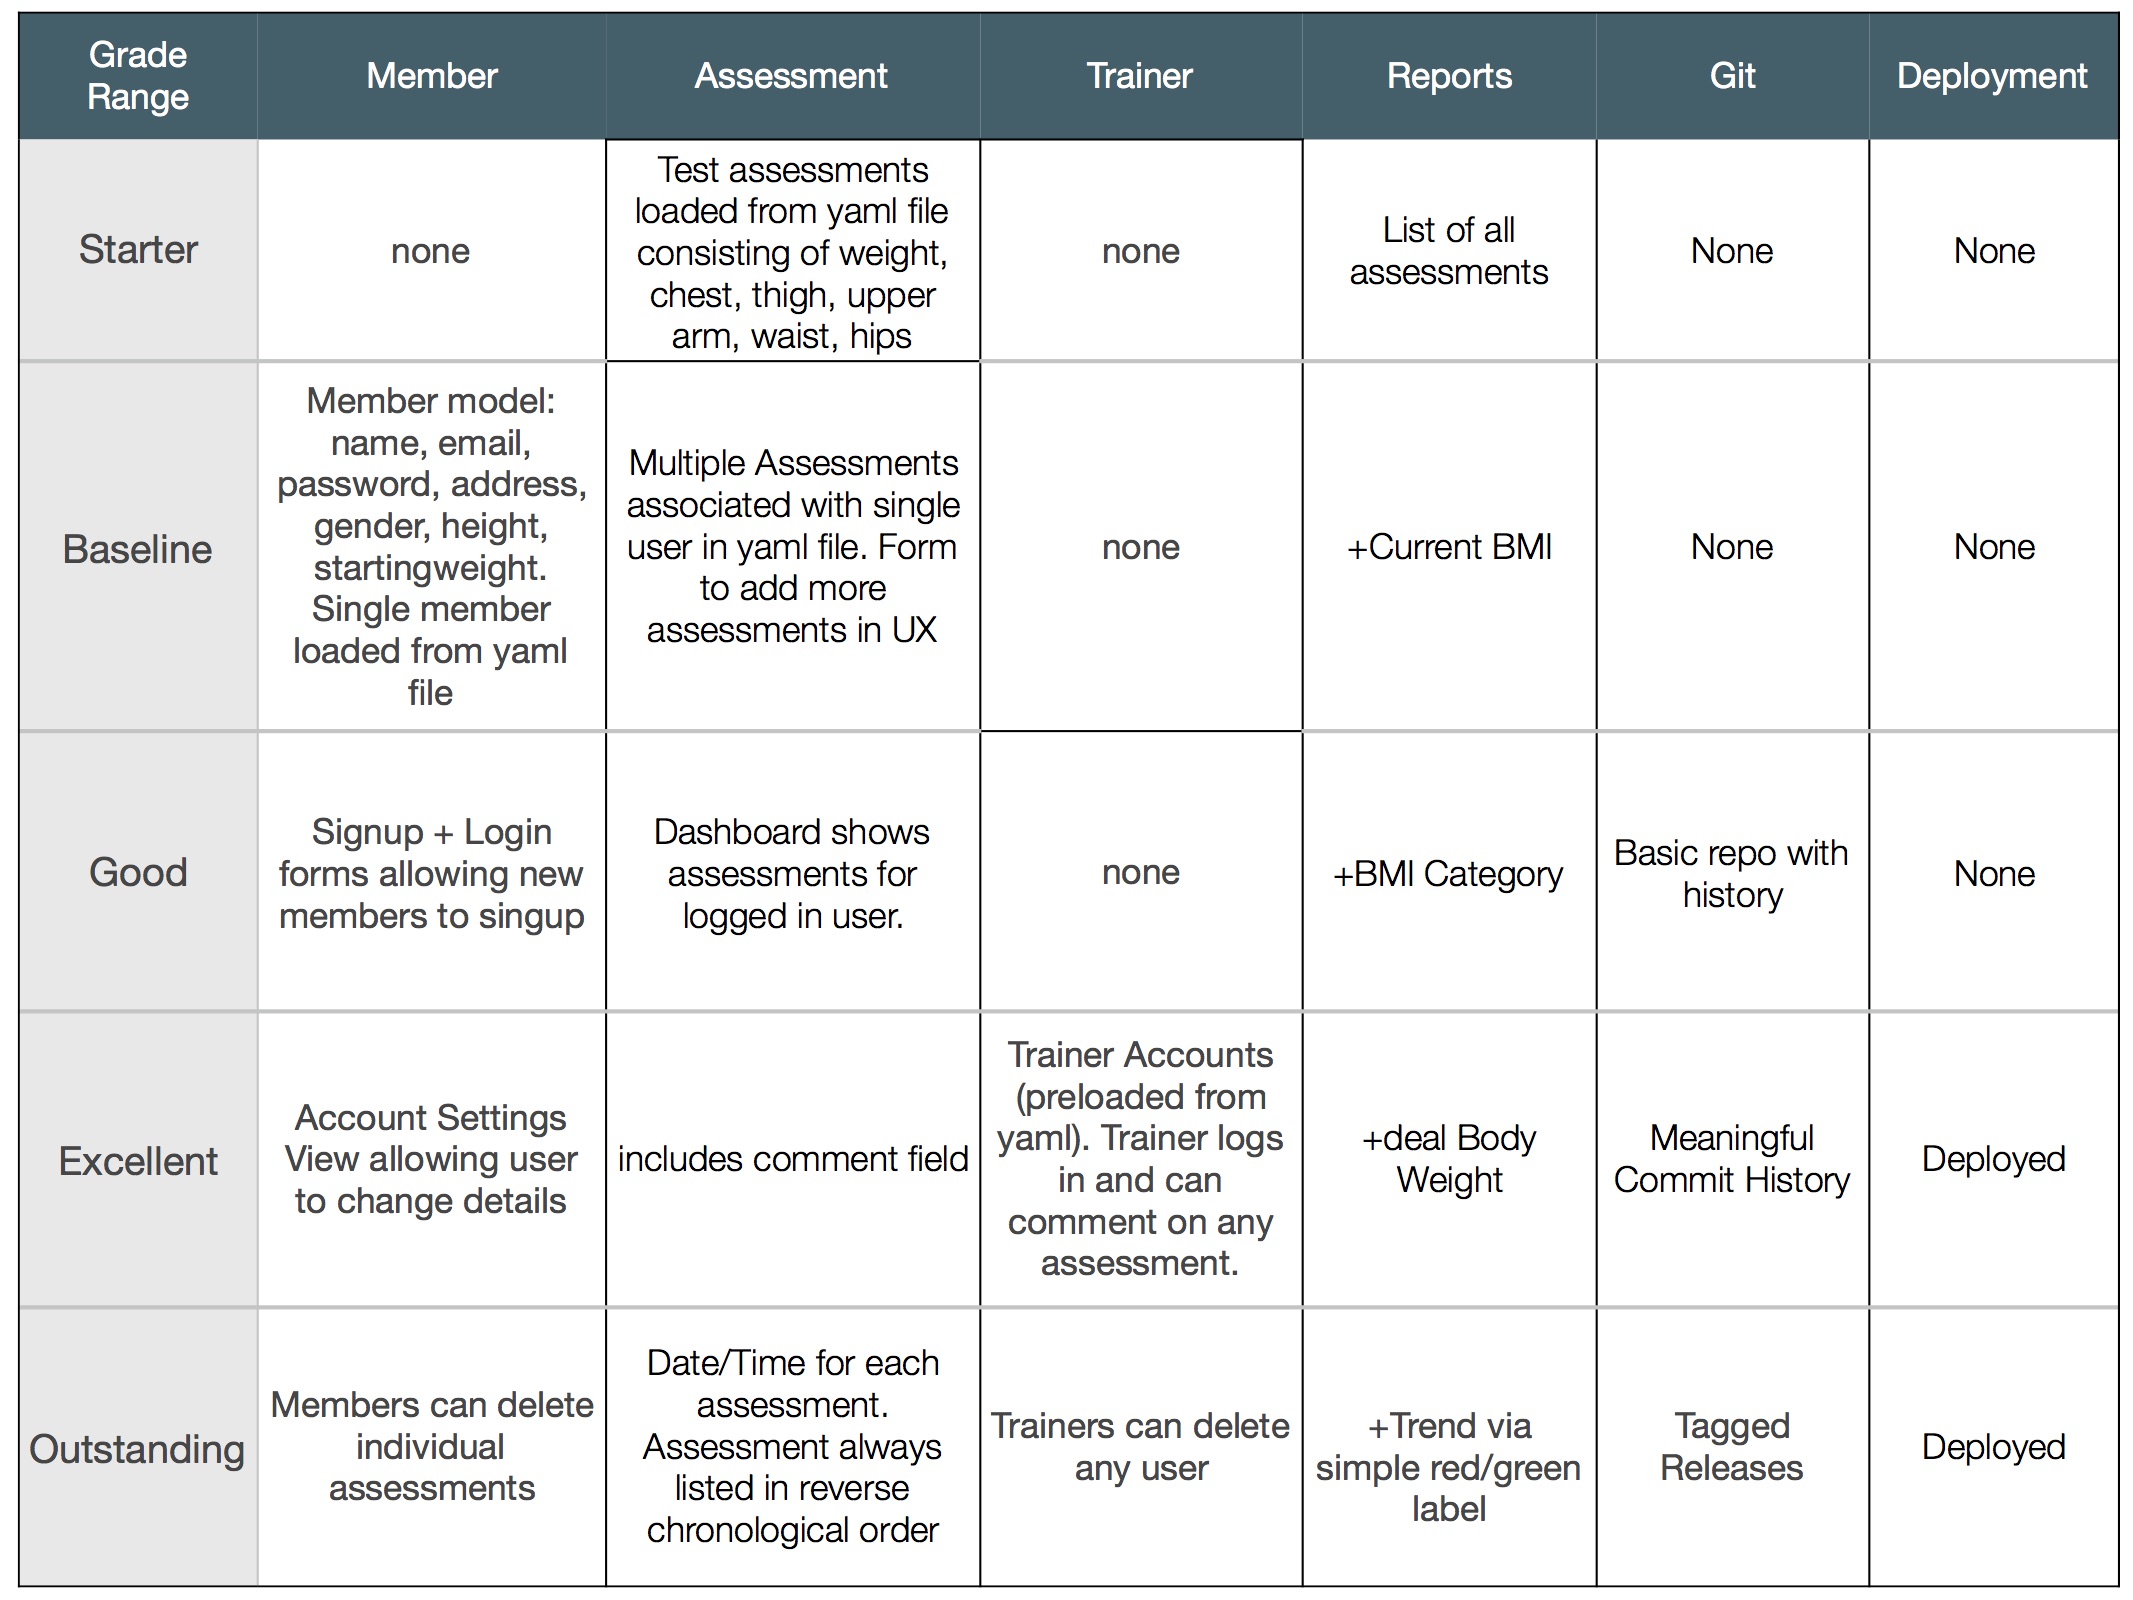 Grade
Range
Member
Assessment
Trainer
Reports
Git
Deployment
Starter
none
Test assessments
loaded from yaml file
consisting of weight,
chest, thigh, upper
arm, waist, hips
none
List of all
assessments
None
None
Baseline
Member model:
name, email,
password, address,
gender, height,
startingweight.
Single member
loaded from yaml
file
Multiple Assessments
associated with single
user in yaml file. Form
to add more
assessments in UX
none
+Current BMI
None
None
Good
Signup + Login
forms allowing new
members to singup
Dashboard shows
assessments for
logged in user.
none
+BMI Category
Basic repo with
history
None
Excellent
Account Settings
View allowing user
to change details
includes comment field
Trainer Accounts
(preloaded from
yaml). Trainer logs
in and can
comment on any
assessment.
+deal Body
Weight
Meaningful
Commit History
Deployed
Outstanding
Members can delete
individual
assessments
Date/Time for each
assessment.
Assessment always
listed in reverse
chronological order
Trainers can delete
any user
+Trend via
simple red/green
label
Tagged
Releases
Deployed